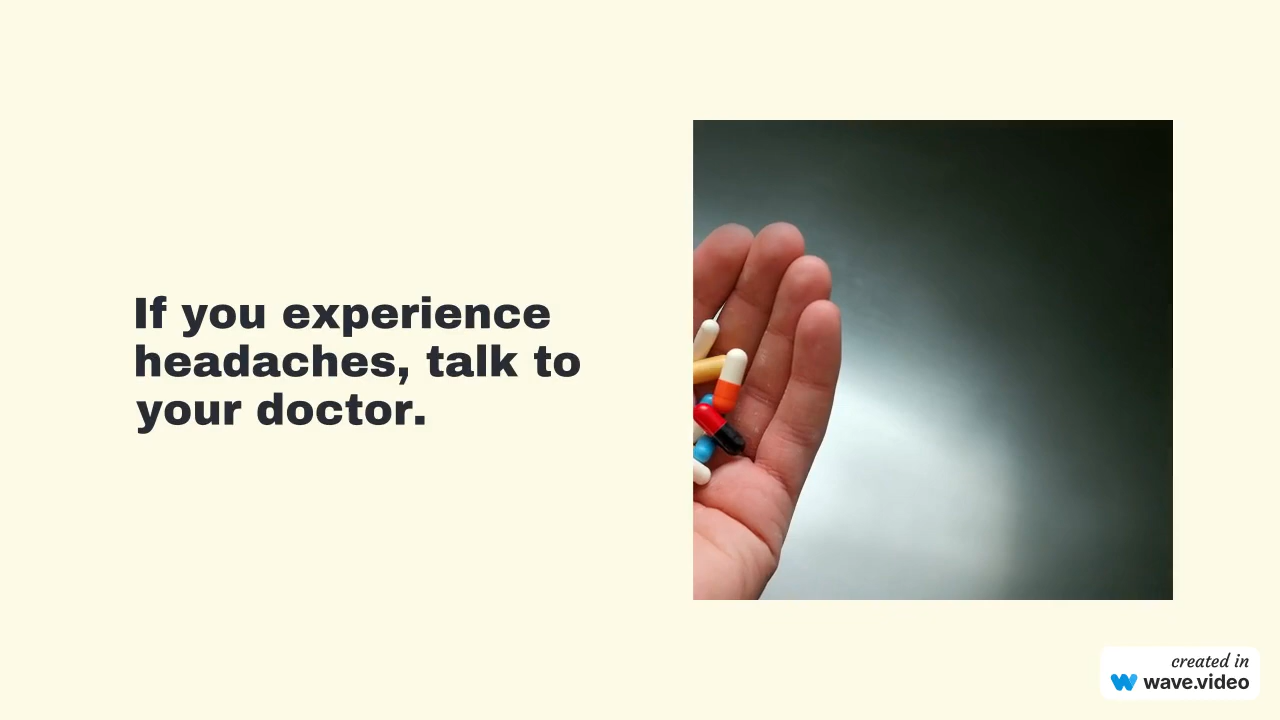 If you experience
headaches, talk to
your doctor.
created in
wave.video